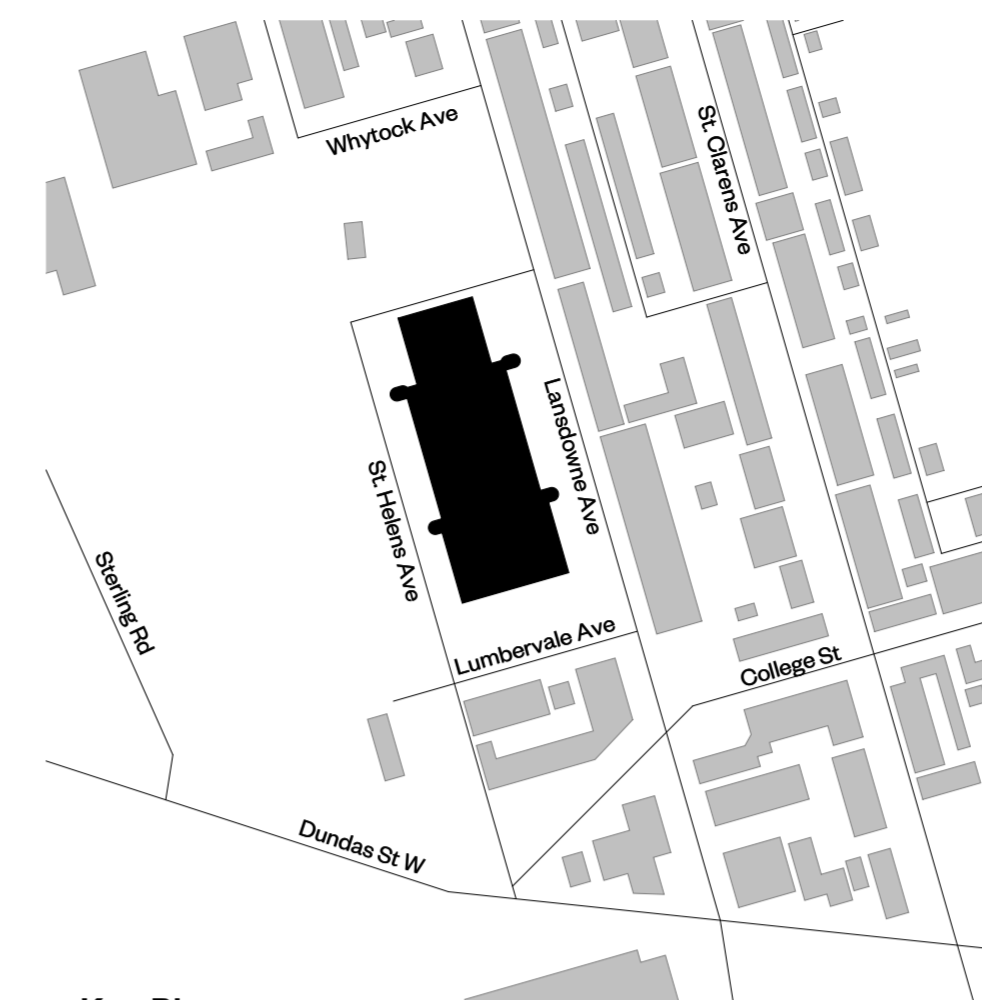 Whytock Ave
St. Clarens Ave
Lansdowne Ave
St. Helens Ave
Sterling Rd
Lumbervale Ave
College St
Dundas St W